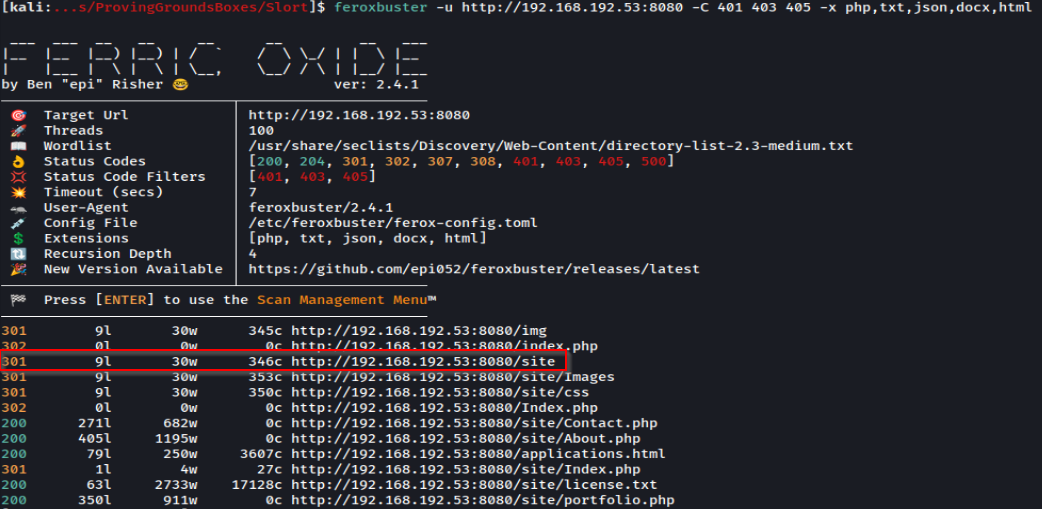 [kali:...s/ProvingGroundsBoxes/Slort]$ feroxbuster -u http://192.168.192.53:8080 -C 401 403 405 -x php,txt,json,docx,html
FERRIC OXIDE
by Ben "epi" Risher 🤓 ver: 2.4.1
Target Url http://192.168.192.53:8080
Threads 100
Wordlist /usr/share/seclists/Discovery/Web-Content/directory-list-2.3-medium.txt
Status Codes [200, 204, 301, 302, 307, 308, 401, 403, 405, 500]
Status Code Filters [401, 403, 405]
Timeout (secs) 7
User-Agent feroxbuster/2.4.1
Config File /etc/feroxbuster/ferox-config.toml
Extensions [php, txt, json, docx, html]
Recursion Depth 4
New Version Available https://github.com/epi052/feroxbuster/releases/latest
Press [ENTER] to use the Scan Management Menu™
301 9l 30w 345c http://192.168.192.53:8080/img
302 0l 0w 0c http://192.168.192.53:8080/index.php
301 9l 30w 346c http://192.168.192.53:8080/site
301 9l 30w 353c http://192.168.192.53:8080/site/Images
301 9l 30w 350c http://192.168.192.53:8080/site/css
302 0l 0w 0c http://192.168.192.53:8080/Index.php
200 271l 682w 0c http://192.168.192.53:8080/site/Contact.php
200 405l 1195w 0c http://192.168.192.53:8080/site/About.php
200 79l 250w 3607c http://192.168.192.53:8080/applications.html
301 1l 4w 27c http://192.168.192.53:8080/site/Index.php
200 63l 2733w 17128c http://192.168.192.53:8080/site/license.txt
200 350l 911w 0c http://192.168.192.53:8080/site/portfolio.php